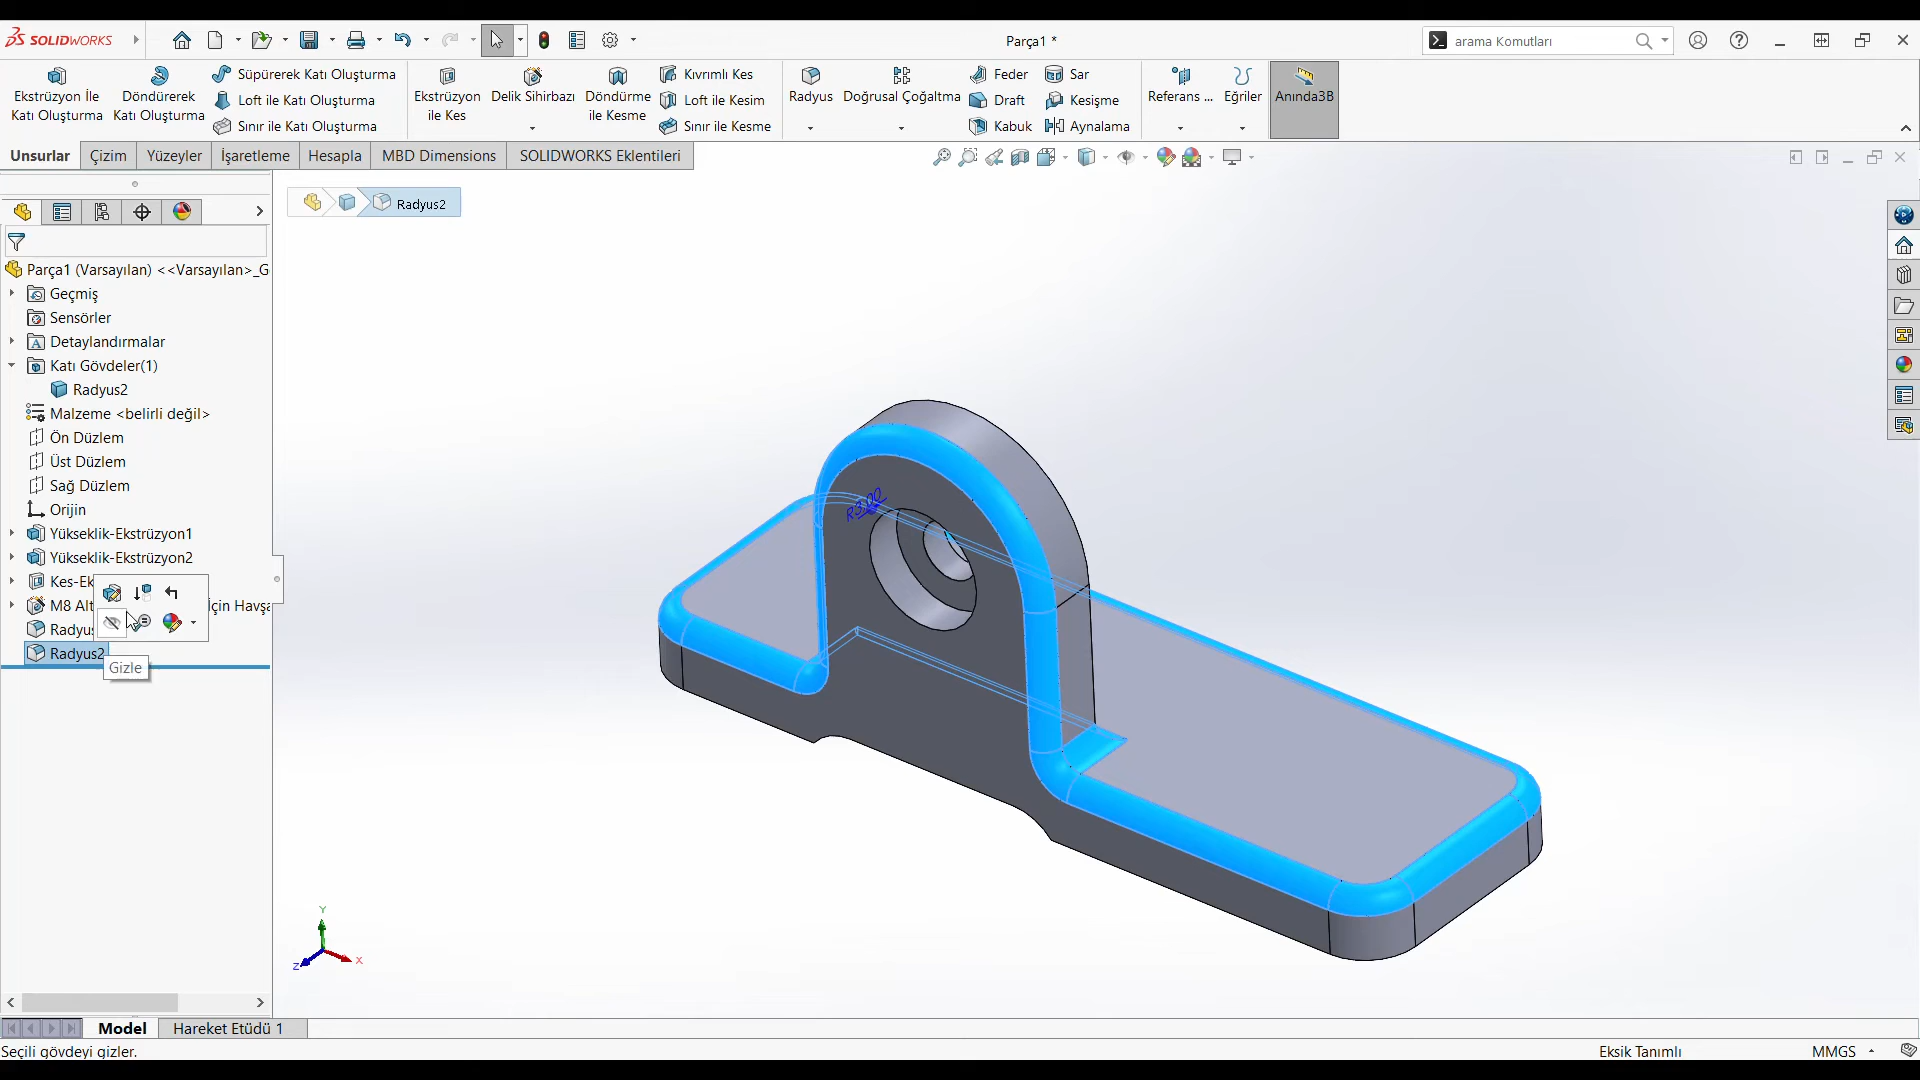 SOLIDWORKS
Parça1 *
arama Komutları
Ekstrüzyon İle
Katı Oluşturma
Döndürerek
Katı Oluşturma
Süpürerek Katı Oluşturma
Loft ile Katı Oluşturma
Sınır ile Katı Oluşturma
Ekstrüzyon
ile Kes
Delik Sihirbazı
Döndürme
ile Kesme
Kıvrımlı Kes
Loft ile Kesim
Sınır ile Kesme
Radyus
Doğrusal Çoğaltma
Feder
Draft
Kabuk
Sar
Kesişme
Aynalama
Referans ...
Eğriler
Anında3B
Unsurlar
Çizim
Yüzeyler
İşaretleme
Hesapla
MBD Dimensions
SOLIDWORKS Eklentileri
Radyus2
Parça1 (Varsayılan) <<Varsayılan>_G
Geçmiş
Sensörler
Detaylandırmalar
Katı Gövdeler(1)
Radyus2
Malzeme <belirli değil>
Ön Düzlem
Üst Düzlem
Sağ Düzlem
Orijin
Yükseklik-Ekstrüzyon1
Yükseklik-Ekstrüzyon2
Kes-Ek
M8 Alt
İçin Havşa
Radyus
Radyus2
Gizle
R3,00
Y
X
Z
Model
Hareket Etüdü 1
Seçili gövdeyi gizler.
Eksik Tanımlı
MMGS